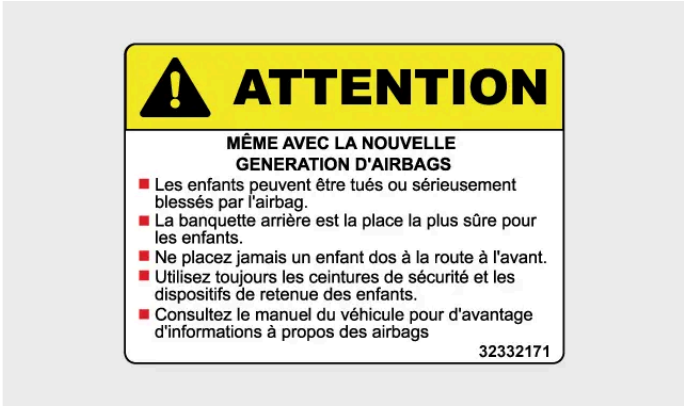 ATTENTION
MÊME AVEC LA NOUVELLE
GENERATION D'AIRBAGS
Les enfants peuvent être tués ou sérieusement
blessés par l'airbag.
La banquette arrière est la place la plus sûre pour
les enfants.
Ne placez jamais un enfant dos à la route à l'avant.
Utilisez toujours les ceintures de sécurité et les
dispositifs de retenue des enfants.
Consultez le manuel du véhicule pour d'avantage
d'informations à propos des airbags
32332171